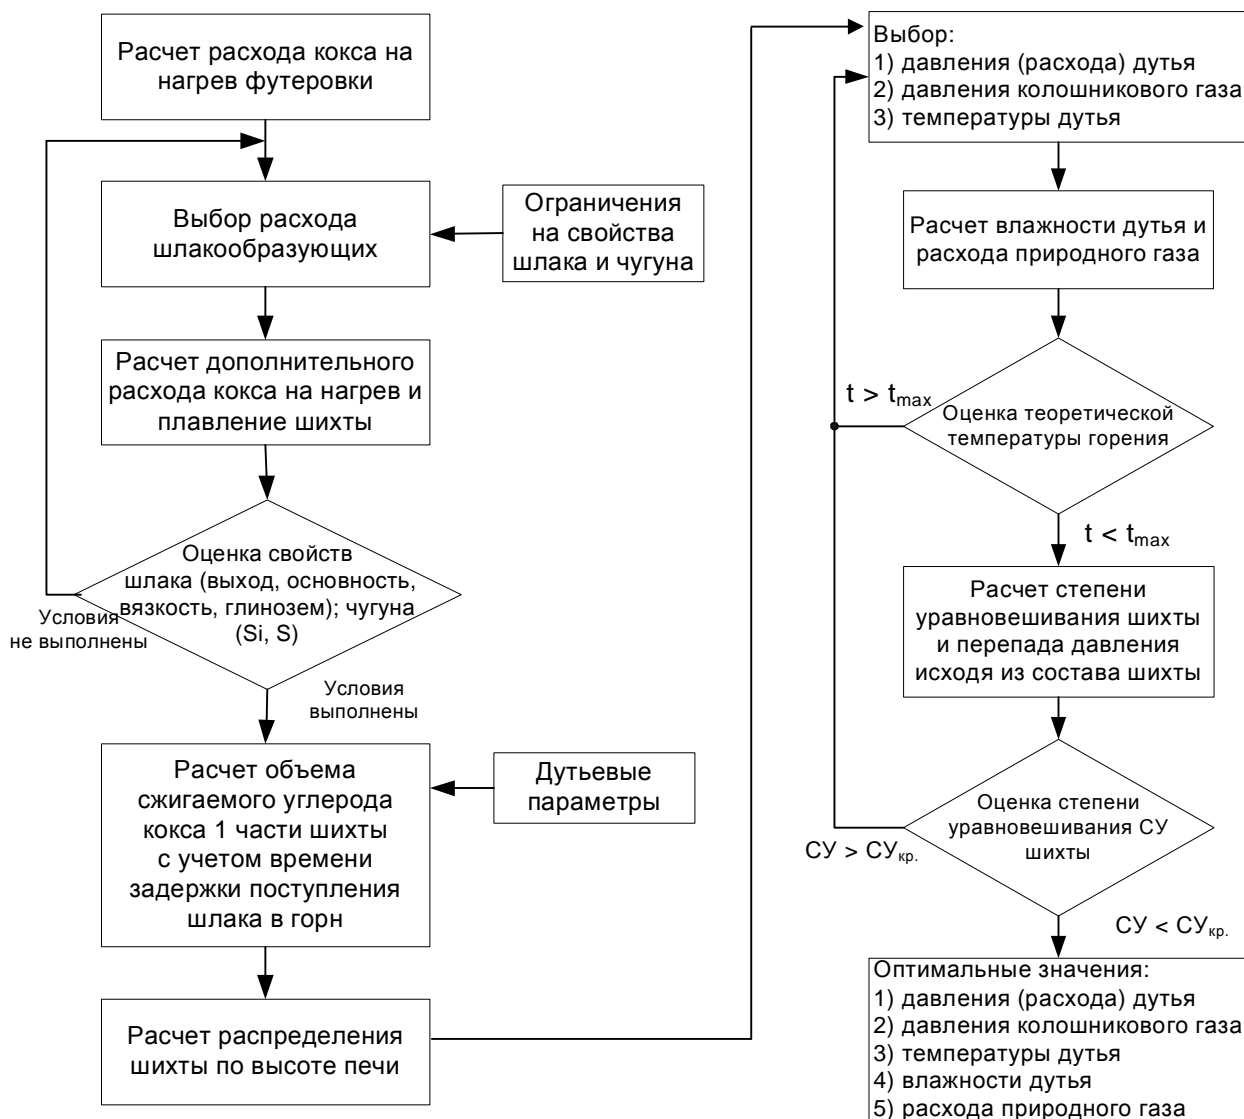 Расчет расхода кокса на
нагрев футеровки
Выбор расхода
шлакообразующих
Ограничения
на свойства
шлака и чугуна
Расчет дополнительного
расхода кокса на нагрев и
плавление шихты
Оценка свойств
шлака (выход, основность,
вязкость, глинозем); чугуна
(Si, S)
Условия
не выполнены
Условия
выполнены
Расчет объема
сжигаемого углерода
кокса 1 части шихты
с учетом времени
задержки поступления
шлака в горн
Дутьевые
параметры
Расчет распределения
шихты по высоте печи
Выбор:
1) давления (расхода) дутья
2) давления колошникового газа
3) температуры дутья
Расчет влажности дутья и
расхода природного газа
t > tmax
Оценка теоретической
температуры горения
t < tmax
Расчет степени
уравновешивания шихты
и перепада давления
исходя из состава шихты
Оценка степени
уравновешивания СУ
шихты
СУ > СУкр.
СУ < СУкр.
Оптимальные значения:
1) давления (расхода) дутья
2) давления колошникового газа
3) температуры дутья
4) влажности дутья
5) расхода природного газа